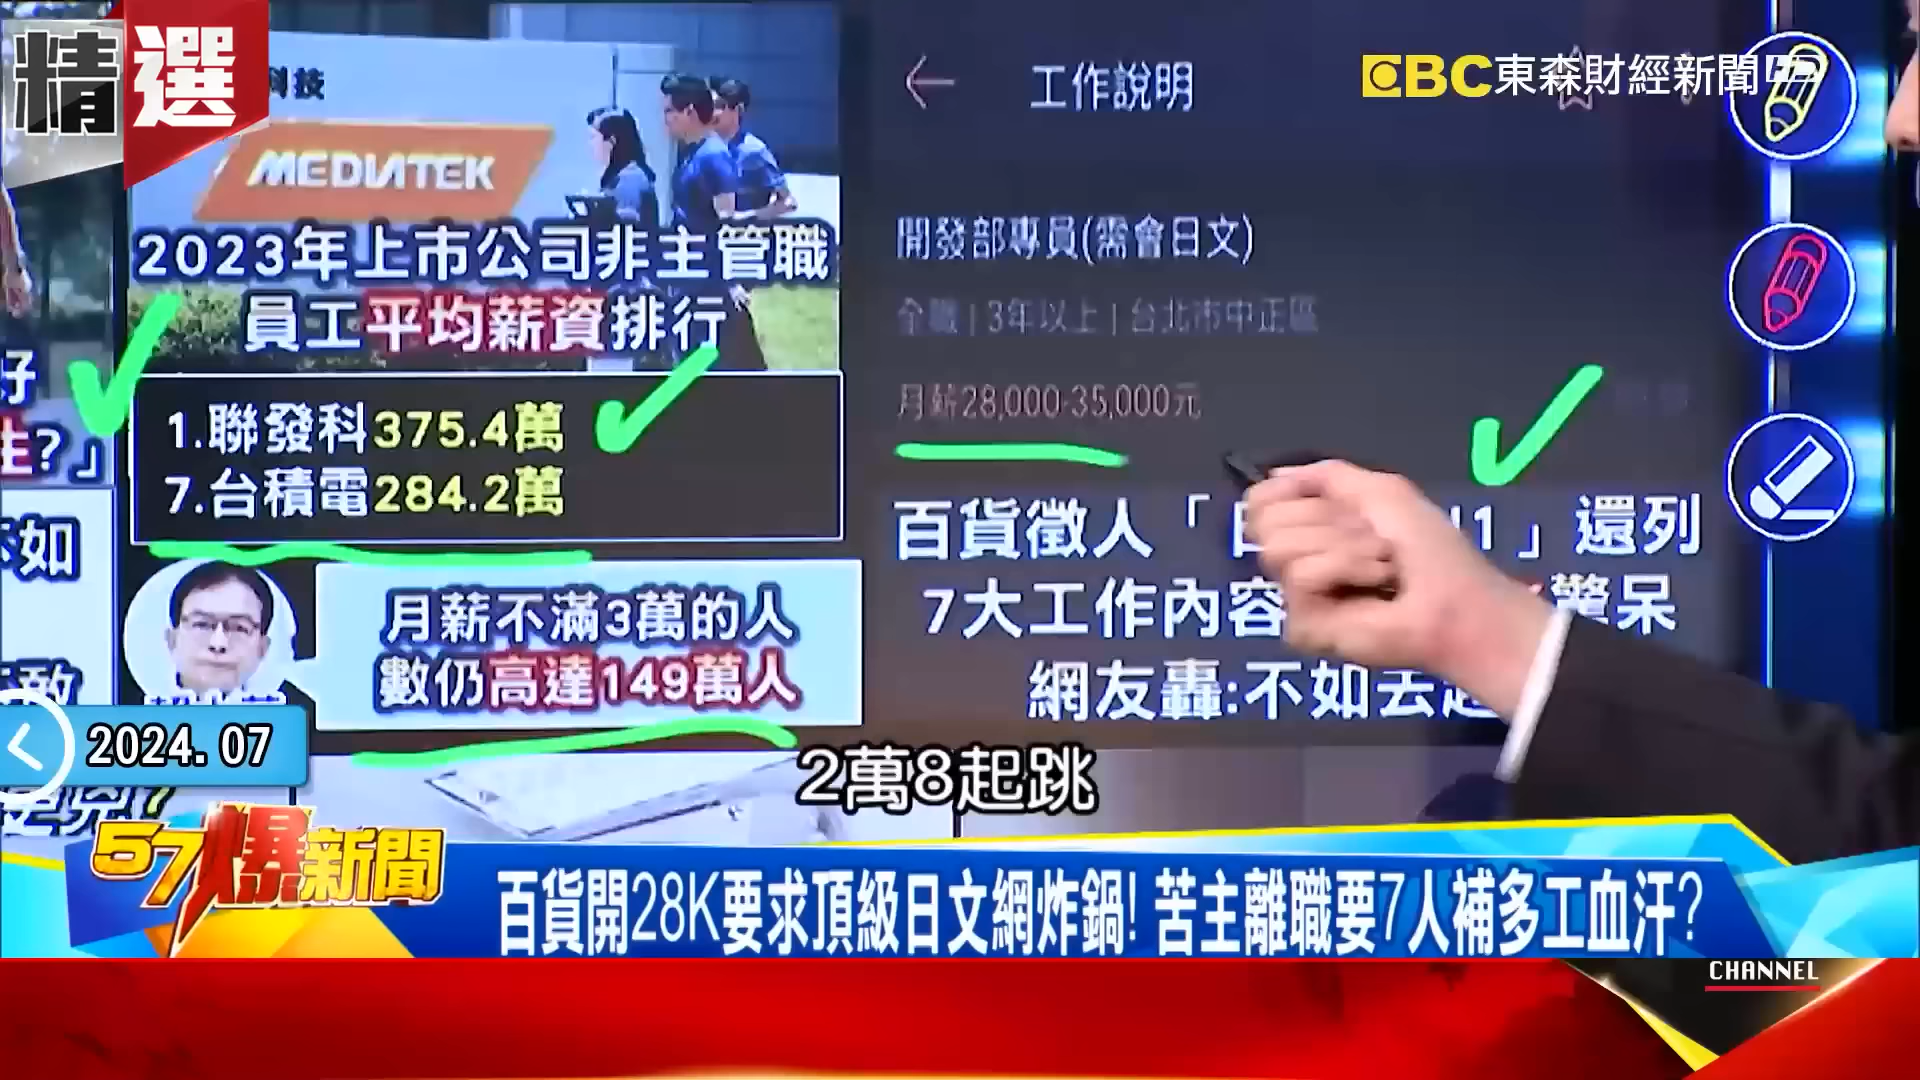 精選
EBC東森財經新聞
科技
MEDIATEK
2023年上市公司非主管職
員工平均薪資排行
1.聯發科375.4萬
7.台積電284.2萬
月薪不滿3萬的人
數仍高達149萬人
好
生?」
不如
工作說明
開發部專員(需會日文)
全職 | 3年以上 | 台北市中正區
月薪28,000-35,000元
百貨徵人「日 N1」還列
7大工作內容 驚呆
網友轟:不如去
2024.07
2萬8起跳
57爆新聞
百貨開28K要求頂級日文網炸鍋! 苦主離職要7人補多工血汗?
CHANNEL